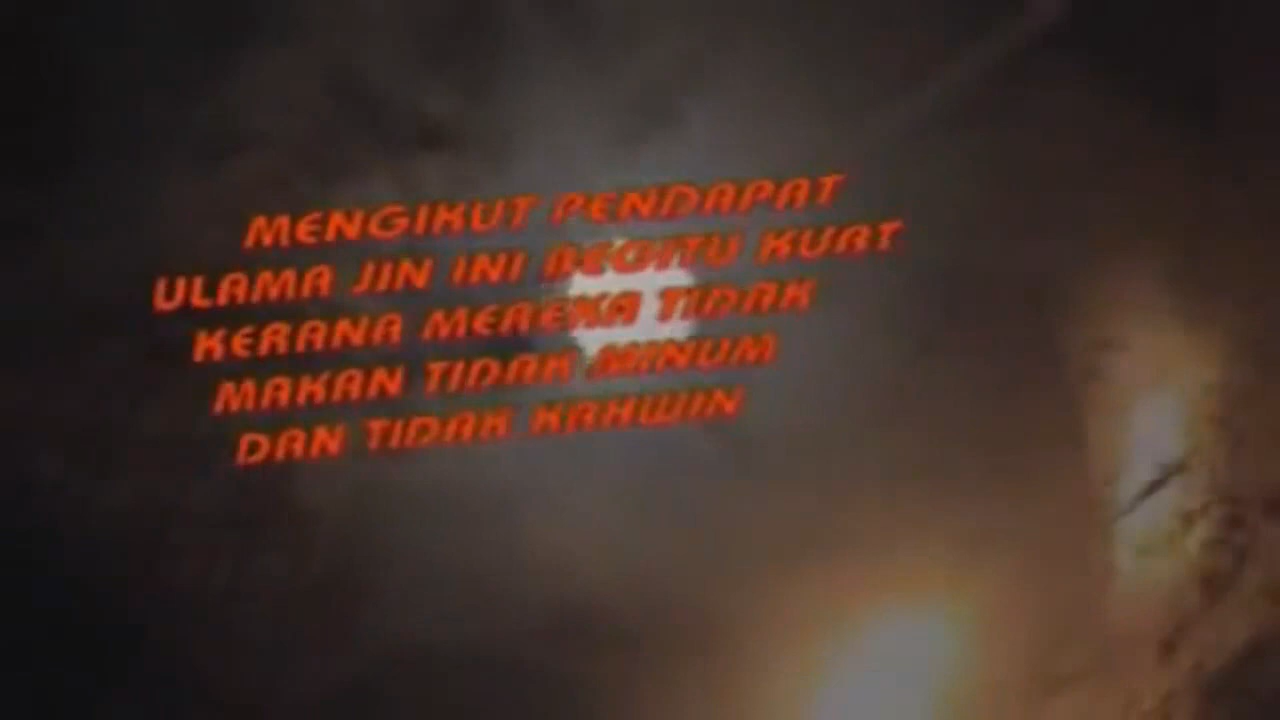 MENGIKUT PENDAPAT
ULAMA JIN INI BEGITU KUAT
KERANA MEREKA TIDAK
MAKAN TIDAK MINUM
DAN TIDAK KAHWIN